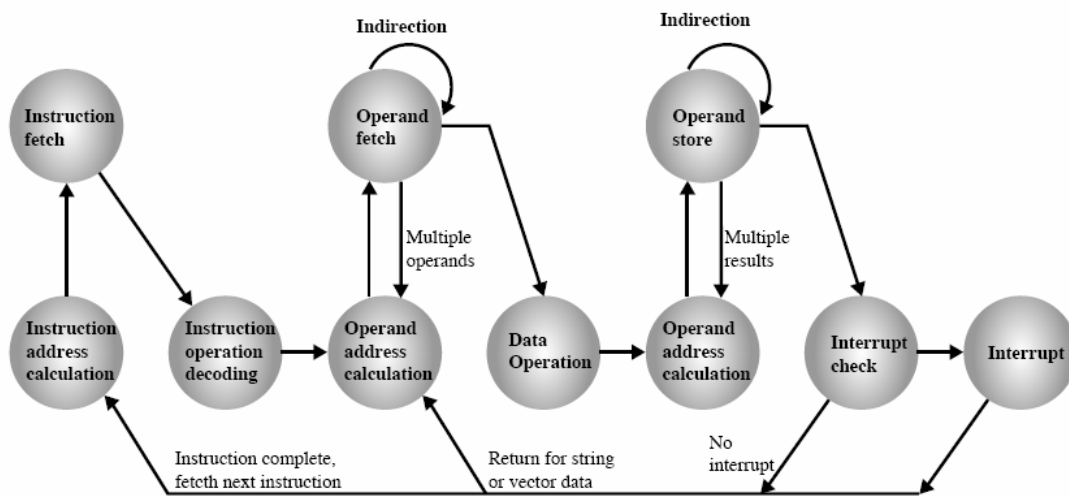 Indirection
Indirection
Instruction
fetch
Operand
fetch
Operand
store
Multiple
operands
Multiple
results
Instruction
address
calculation
Instruction
operation
decoding
Operand
address
calculation
Data
Operation
Operand
address
calculation
Interrupt
check
Interrupt
Instruction complete,
fetcth next instruction
Return for string
or vector data
No
interrupt